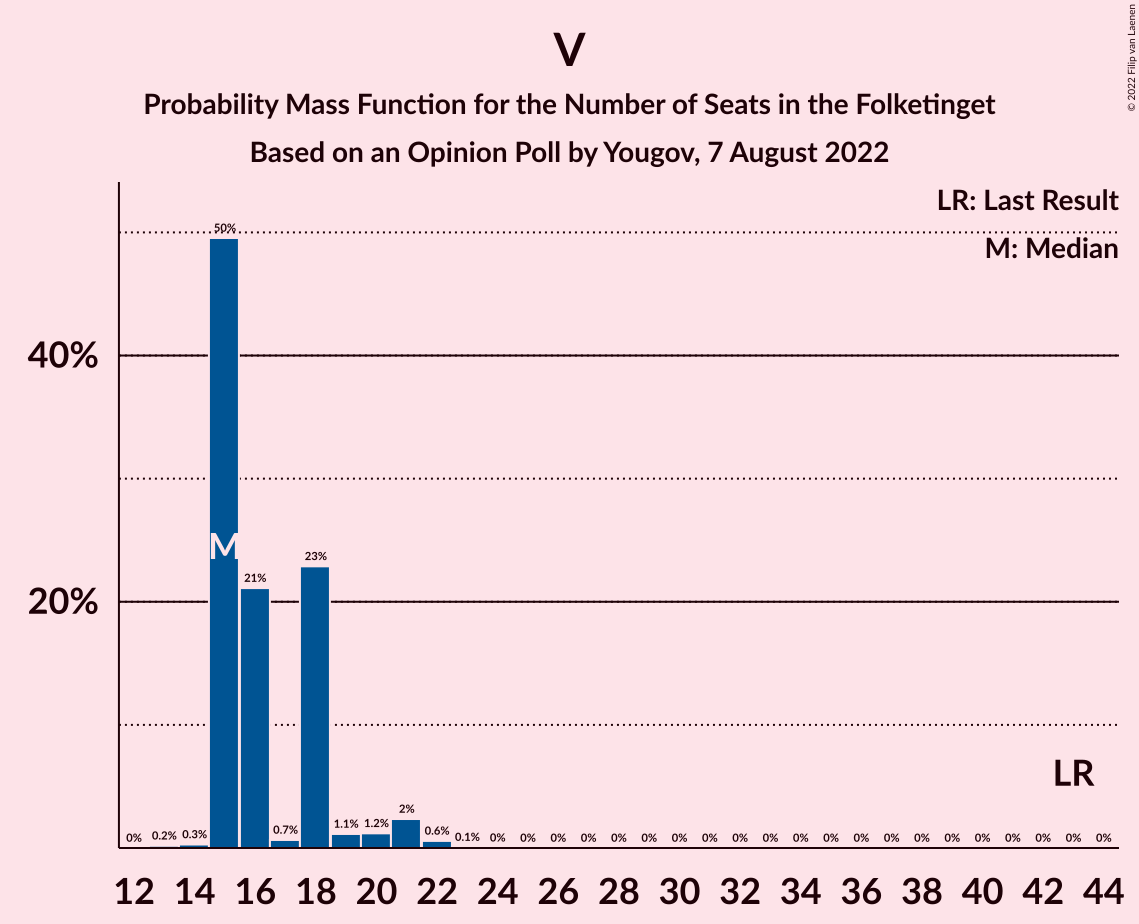 V
Probability Mass Function for the Number of Seats in the Folketinget
Based on an Opinion Poll by Yougov, 7 August 2022
© 2022 Filip van Laenen
LR: Last Result
M: Median
40%
20%
50%
M
21%
23%
LR
0% 0.2% 0.3% 0.7% 1.1% 1.2% 2% 0.6% 0.1% 0% 0% 0% 0% 0% 0% 0% 0% 0% 0% 0% 0% 0% 0% 0% 0% 0% 0% 0% 0% 0%
12 14 16 18 20 22 24 26 28 30 32 34 36 38 40 42 44